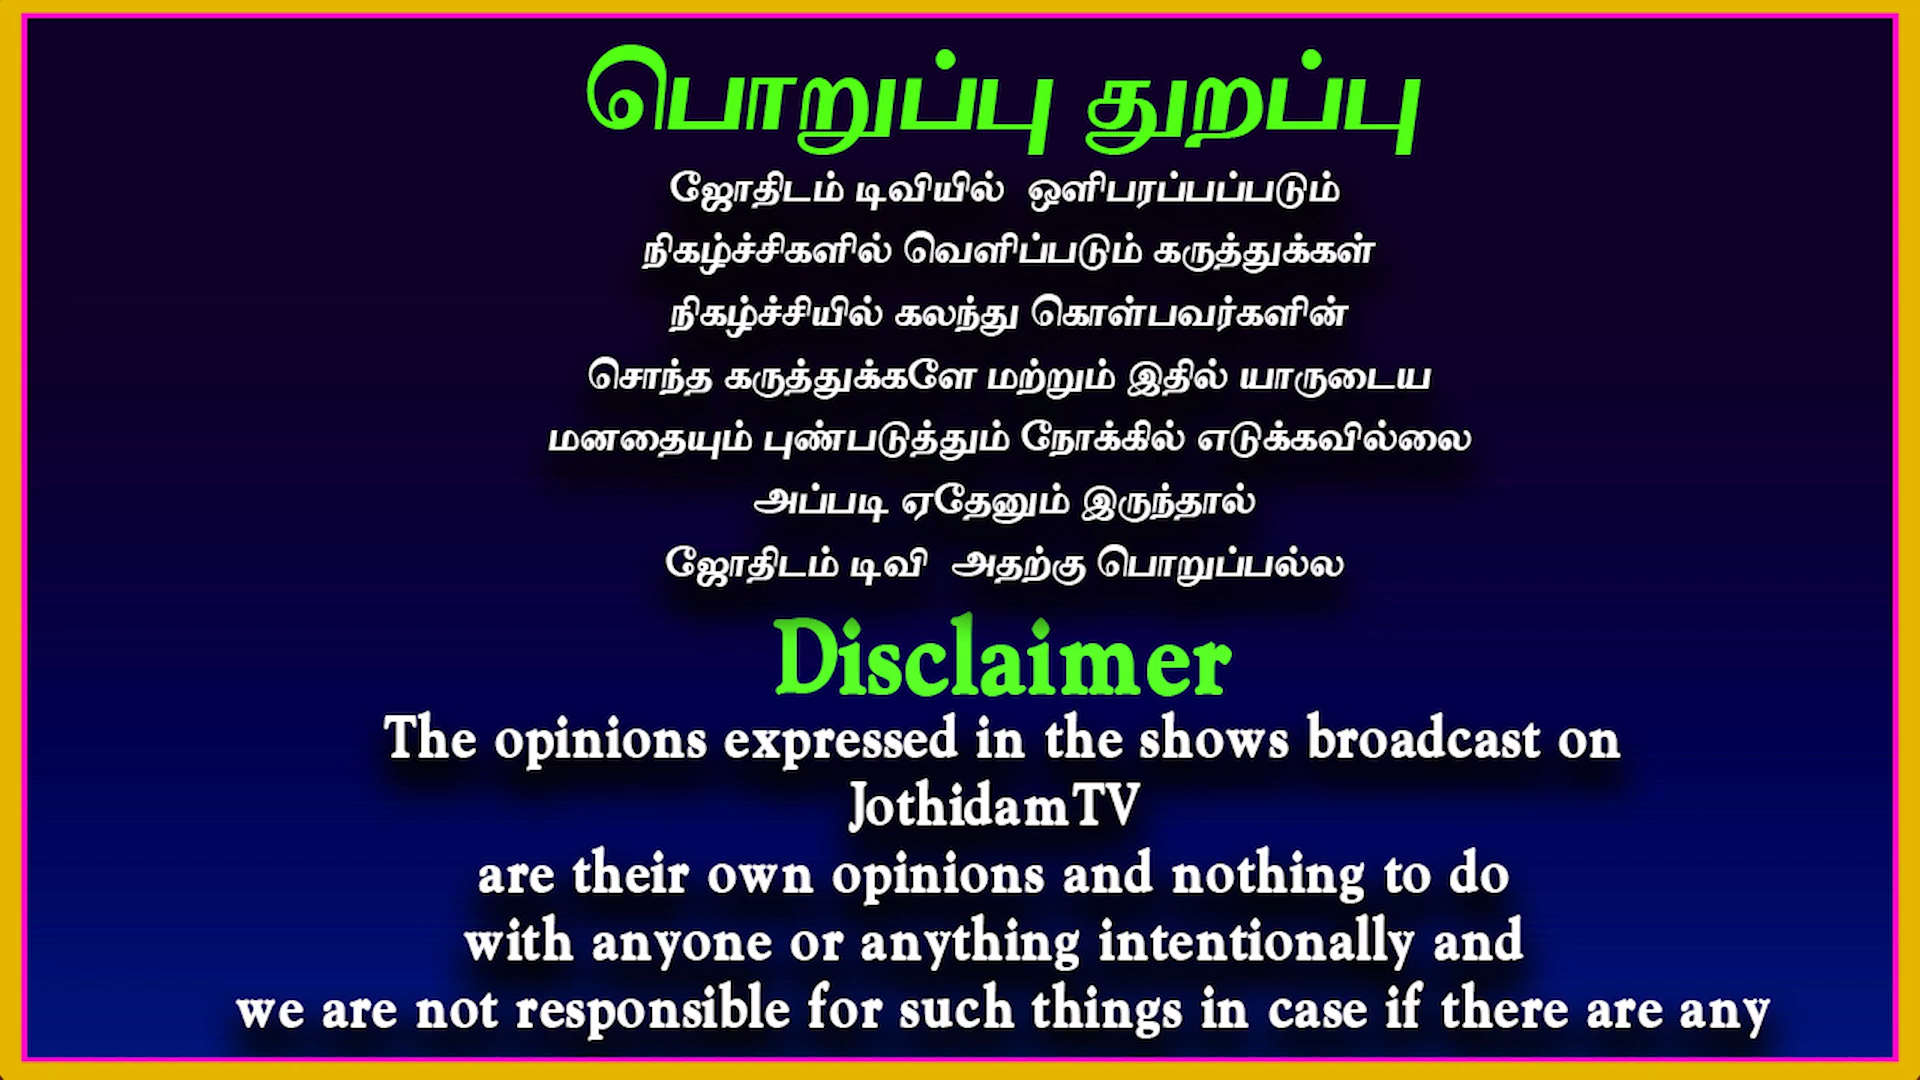 பொறுப்பு துறப்பு
ஜோதிடம் டிவியில் ஒளிபரப்பப்படும்
நிகழ்ச்சிகளில் வெளிப்படும் கருத்துக்கள்
நிகழ்ச்சியில் கலந்து கொள்பவர்களின்
சொந்த கருத்துக்களே மற்றும் இதில் யாருடைய
மனதையும் புண்படுத்தும் நோக்கில் எடுக்கவில்லை
அப்படி ஏதேனும் இருந்தால்
ஜோதிடம் டிவி அதற்கு பொறுப்பல்ல
Disclaimer
The opinions expressed in the shows broadcast on
JothidamTV
are their own opinions and nothing to do
with anyone or anything intentionally and
we are not responsible for such things in case if there are any